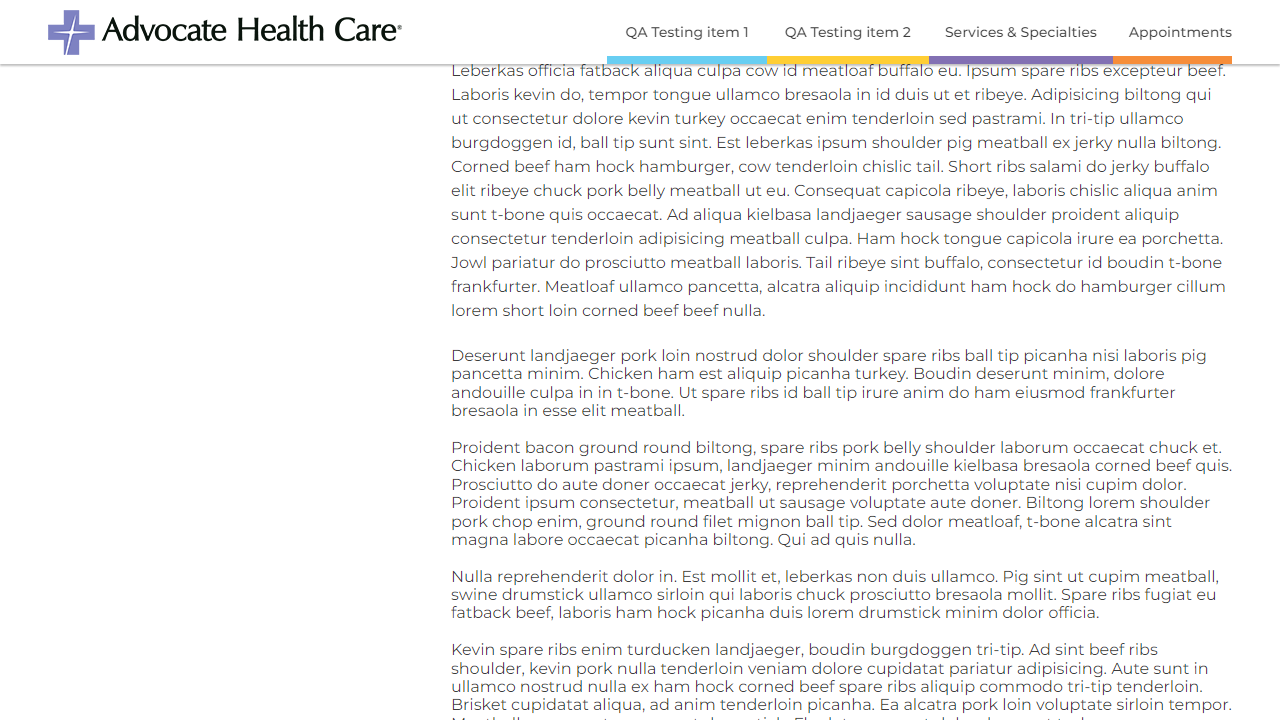 Advocate Health Care®
QA Testing item 1
QA Testing item 2
Services & Specialties
Appointments
Leberkas officia fatback aliqua culpa cow id meatloaf buffalo eu. Ipsum spare ribs excepteur beef.
Laboris kevin do, tempor tongue ullamco bresaola in id duis ut et ribeye. Adipisicing biltong qui
ut consectetur dolore kevin turkey occaecat enim tenderloin sed pastrami. In tri-tip ullamco
burgdoggen id, ball tip sunt sint. Est leberkas ipsum shoulder pig meatball ex jerky nulla biltong.
Corned beef ham hock hamburger, cow tenderloin chislic tail. Short ribs salami do jerky buffalo
elit ribeye chuck pork belly meatball ut eu. Consequat capicola ribeye, laboris chislic aliqua anim
sunt t-bone quis occaecat. Ad aliqua kielbasa landjaeger sausage shoulder proident aliquip
consectetur tenderloin adipisicing meatball culpa. Ham hock tongue capicola irure ea porchetta.
Jowl pariatur do prosciutto meatball laboris. Tail ribeye sint buffalo, consectetur id boudin t-bone
frankfurter. Meatloaf ullamco pancetta, alcatra aliquip incididunt ham hock do hamburger cillum
lorem short loin corned beef beef nulla.
Deserunt landjaeger pork loin nostrud dolor shoulder spare ribs ball tip picanha nisi laboris pig
pancetta minim. Chicken ham est aliquip picanha turkey. Boudin deserunt minim, dolore
andouille culpa in in t-bone. Ut spare ribs id ball tip irure anim do ham eiusmod frankfurter
bresaola in esse elit meatball.
Proident bacon ground round biltong, spare ribs pork belly shoulder laborum occaecat chuck et.
Chicken laborum pastrami ipsum, landjaeger minim andouille kielbasa bresaola corned beef quis.
Prosciutto do aute doner occaecat jerky, reprehenderit porchetta voluptate nisi cupim dolor.
Proident ipsum consectetur, meatball ut sausage voluptate aute doner. Biltong lorem shoulder
pork chop enim, ground round filet mignon ball tip. Sed dolor meatloaf, t-bone alcatra sint
magna labore occaecat picanha biltong. Qui ad quis nulla.
Nulla reprehenderit dolor in. Est mollit et, leberkas non duis ullamco. Pig sint ut cupim meatball,
swine drumstick ullamco sirloin qui laboris chuck prosciutto bresaola mollit. Spare ribs fugiat eu
fatback beef, laboris ham hock picanha duis lorem drumstick minim dolor officia.
Kevin spare ribs enim turducken landjaeger, boudin burgdoggen tri-tip. Ad sint beef ribs
shoulder, kevin pork nulla tenderloin veniam dolore cupidatat pariatur adipisicing. Aute sunt in
ullamco nostrud nulla ex ham hock corned beef spare ribs aliquip commodo tri-tip tenderloin.
Brisket cupidatat aliqua, ad anim tenderloin picanha. Ea alcatra pork loin voluptate sirloin tempor.